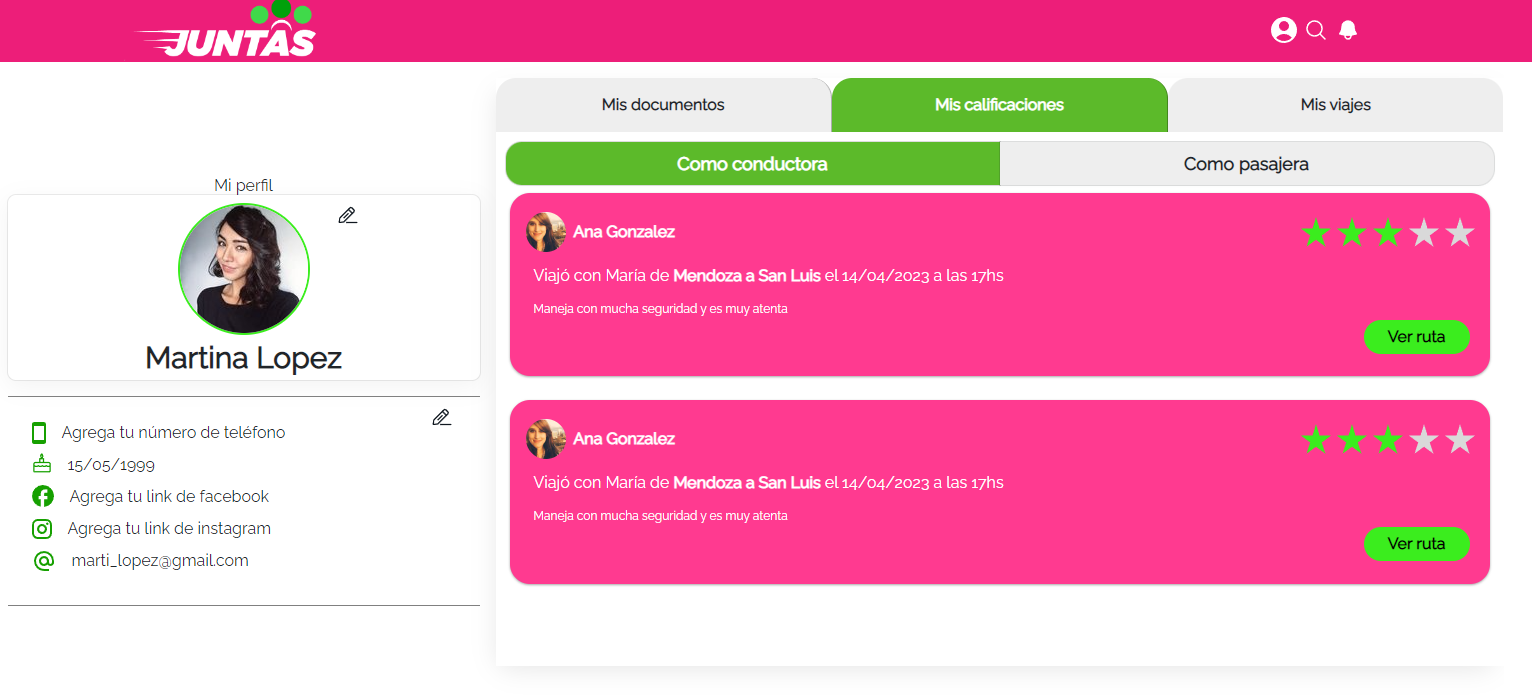 JUNTAS
Mis documentos
Mis calificaciones
Mis viajes
Como conductora
Como pasajera
Mi perfil
Martina Lopez
Agrega tu número de teléfono
15/05/1999
Agrega tu link de facebook
Agrega tu link de instagram
marti_lopez@gmail.com
Ana Gonzalez
Viajó con María de Mendoza a San Luis el 14/04/2023 a las 17hs
Maneja con mucha seguridad y es muy atenta
Ver ruta
Ana Gonzalez
Viajó con María de Mendoza a San Luis el 14/04/2023 a las 17hs
Maneja con mucha seguridad y es muy atenta
Ver ruta